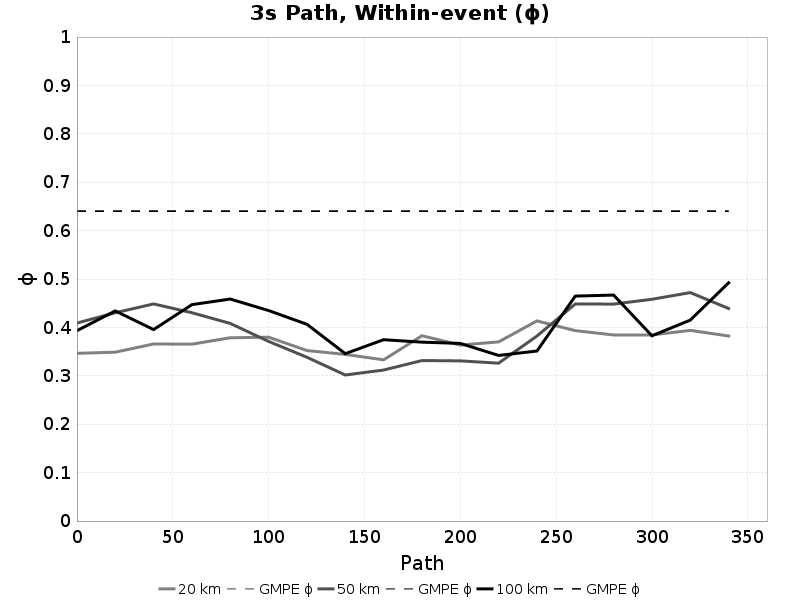 3s Path, Within-event (ϕ)
1
0.9
0.8
0.7
0.6
0.5
0.4
0.3
0.2
0.1
0
ϕ
0 50 100 150 200 250 300 350
Path
20 km GMPE ϕ 50 km GMPE ϕ 100 km GMPE ϕ